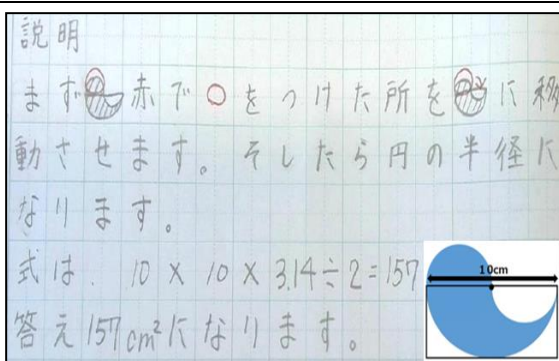 説明
まず赤で○をつけた所をに移
動させます。そしたら円の半径に
なります。
式は、10×10×3.14÷2=157
答え157cm²になります。
10cm